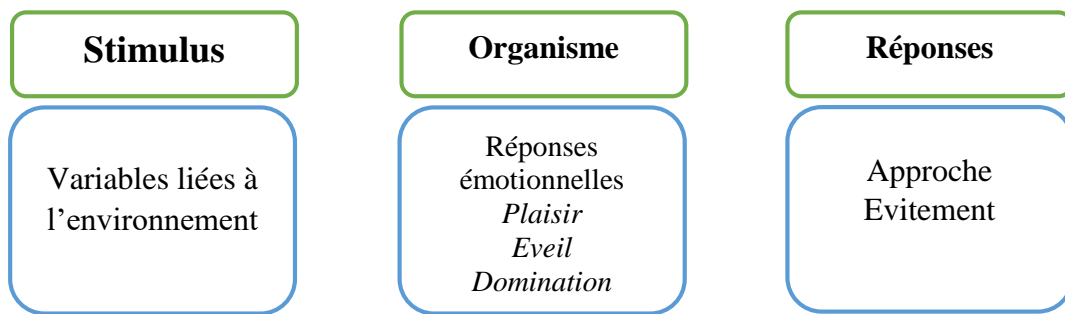 Stimulus
Organisme
Réponses
Variables liées à
l’environnement
Réponses
émotionnelles
Plaisir
Eveil
Domination
Approche
Evitement